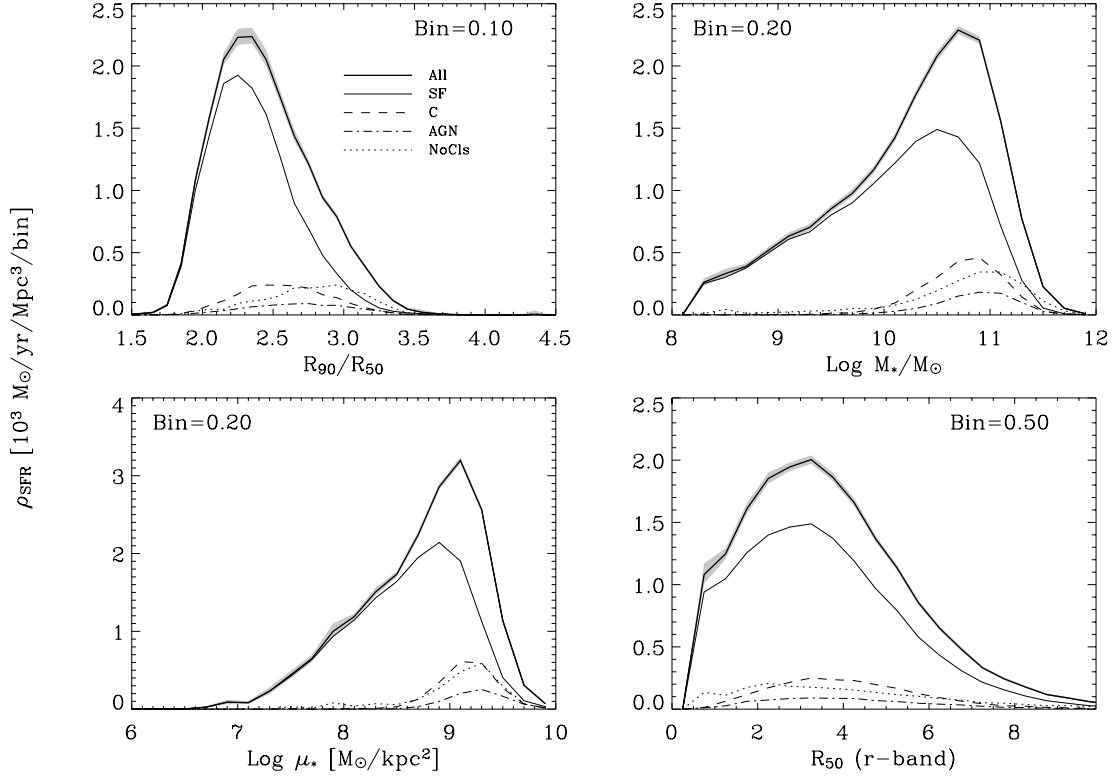 ρSFR [10³ M⊙/yr/Mpc³/bin]
Bin=0.10
All
SF
C
AGN
NoCls
2.5
2.0
1.5
1.0
0.5
0.0
1.5 2.0 2.5 3.0 3.5 4.0 4.5
R90/R50
Bin=0.20
2.5
2.0
1.5
1.0
0.5
0.0
8 9 10 11 12
Log M*/M⊙
Bin=0.20
4
3
2
1
0
6 7 8 9 10
Log μ* [M⊙/kpc²]
Bin=0.50
2.5
2.0
1.5
1.0
0.5
0.0
0 2 4 6 8
R50 (r-band)